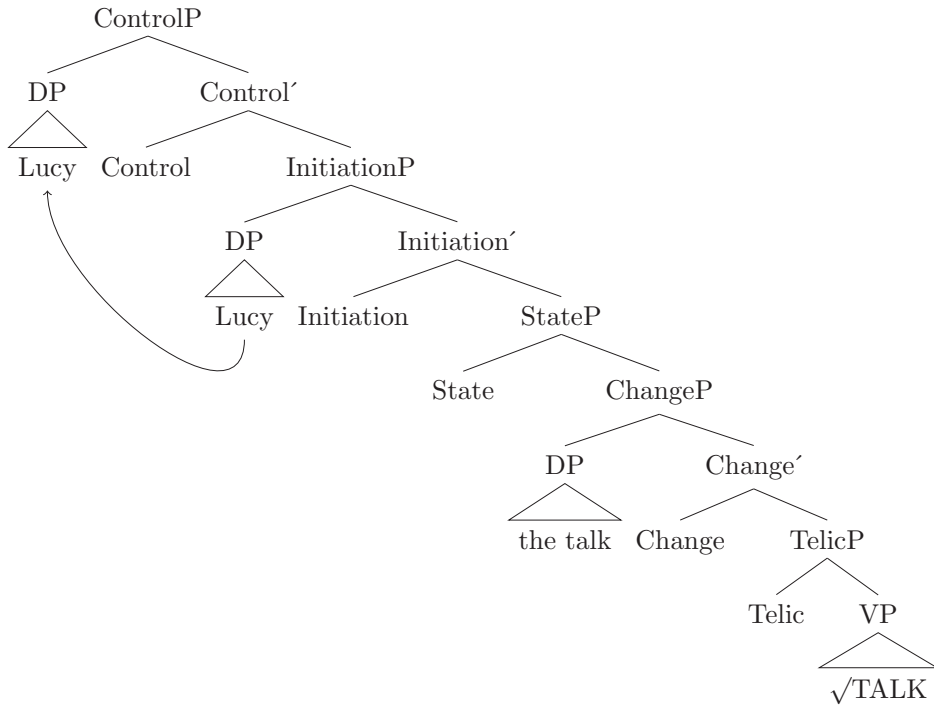 ControlP
DP Control´
Lucy Control InitiationP
DP Initiation´
Lucy Initiation StateP
State ChangeP
DP Change´
the talk Change TelicP
Telic VP
√TALK